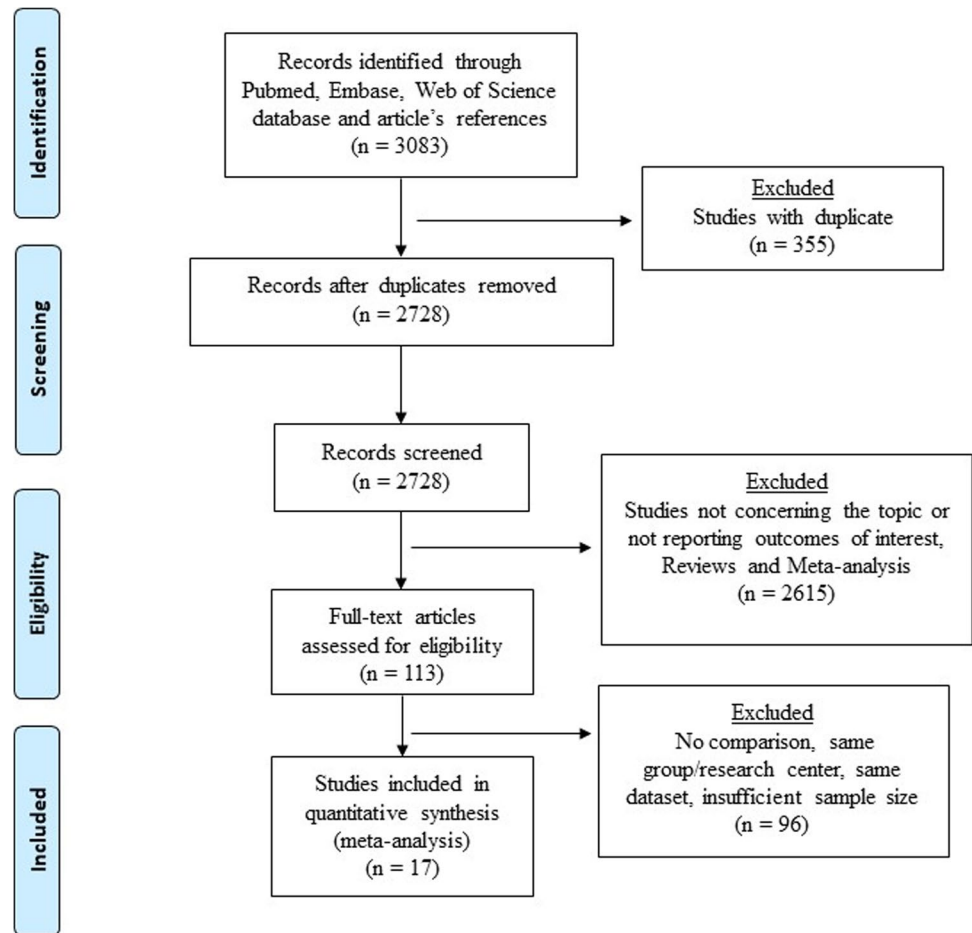 Identification
Records identified through
Pubmed, Embase, Web of Science
database and article's references
(n = 3083)
Excluded
Studies with duplicate
(n = 355)
Screening
Records after duplicates removed
(n = 2728)
Records screened
(n = 2728)
Excluded
Studies not concerning the topic or
not reporting outcomes of interest,
Reviews and Meta-analysis
(n = 2615)
Eligibility
Full-text articles
assessed for eligibility
(n = 113)
Excluded
No comparison, same
group/research center, same
dataset, insufficient sample size
(n = 96)
Included
Studies included in
quantitative synthesis
(meta-analysis)
(n = 17)